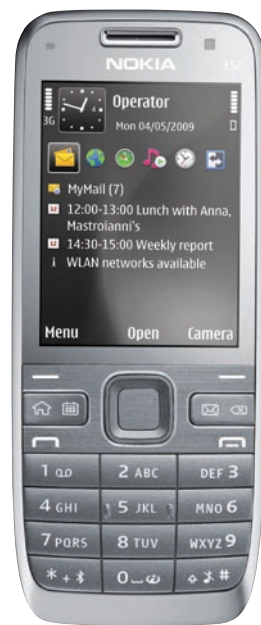 NOKIA
E52
Operator
3G
Mon 04/05/2009
MyMail (7)
12:00-13:00 Lunch with Anna,
Mastroianni's
14:30-15:00 Weekly report
WLAN networks available
Menu Open Camera
1 2 ABC DEF 3
4 GHI 5 JKL MNO 6
7 PQRS 8 TUV WXYZ 9
* + 0 #